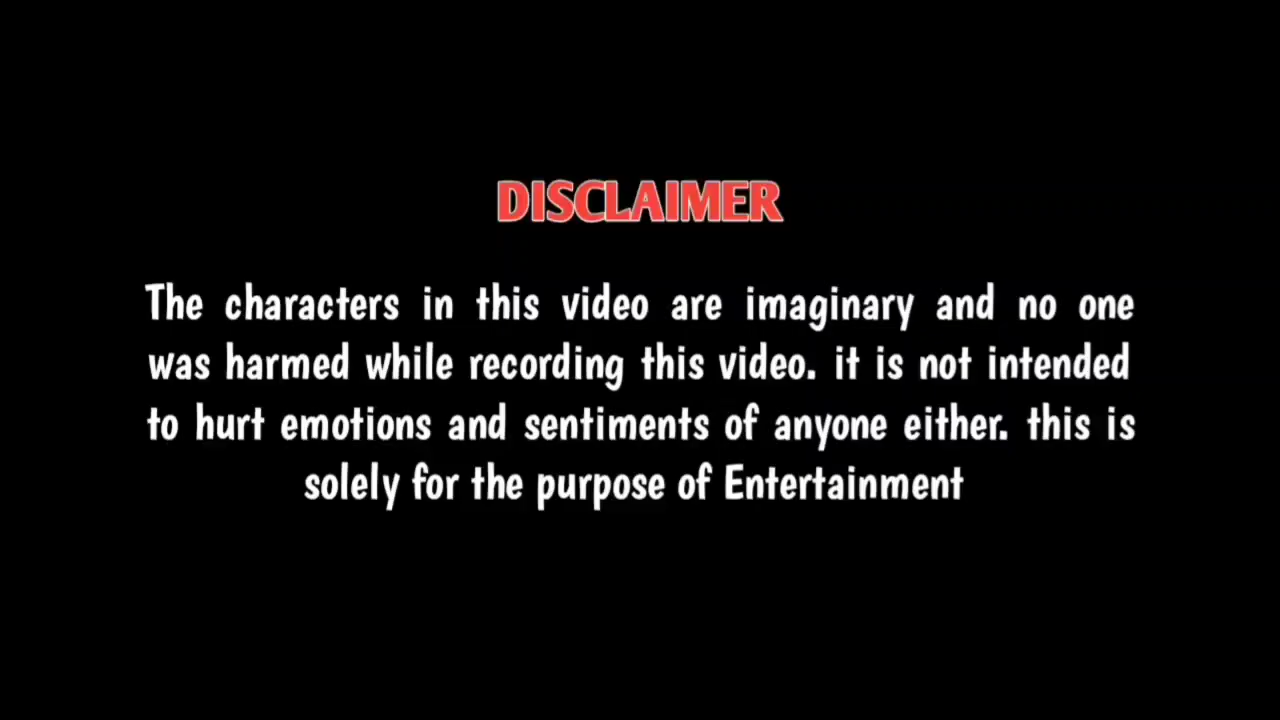 DISCLAIMER
The characters in this video are imaginary and no one
was harmed while recording this video. it is not intended
to hurt emotions and sentiments of anyone either. this is
solely for the purpose of Entertainment